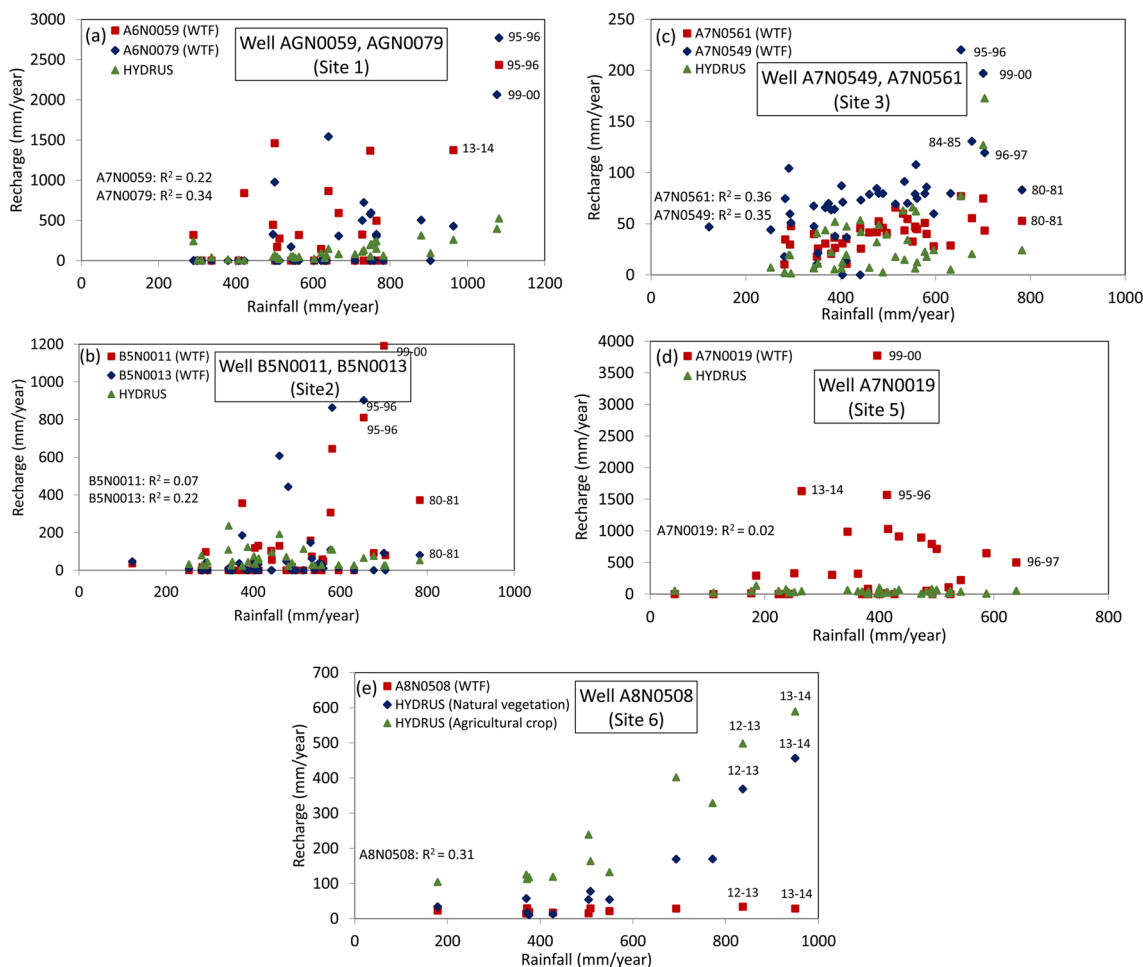 (a)
A6N0059 (WTF)
A6N0079 (WTF)
HYDRUS
Well AGN0059, AGN0079
(Site 1)
95-96
95-96
99-00
13-14
A7N0059: R² = 0.22
A7N0079: R² = 0.34
Recharge (mm/year)
3000
2500
2000
1500
1000
500
0
0 200 400 600 800 1000 1200
Rainfall (mm/year)
(c)
A7N0561 (WTF)
A7N0549 (WTF)
HYDRUS
Well A7N0549, A7N0561
(Site 3)
95-96
99-00
84-85
96-97
80-81
80-81
A7N0561: R² = 0.36
A7N0549: R² = 0.35
Recharge (mm/year)
250
200
150
100
50
0
0 200 400 600 800 1000
Rainfall (mm/year)
(b)
B5N0011 (WTF)
B5N0013 (WTF)
HYDRUS
Well B5N0011, B5N0013
(Site2)
99-00
95-96
95-96
80-81
80-81
B5N0011: R² = 0.07
B5N0013: R² = 0.22
Recharge (mm/year)
1200
1000
800
600
400
200
0
0 200 400 600 800 1000
Rainfall (mm/year)
(d)
A7N0019 (WTF)
HYDRUS
Well A7N0019
(Site 5)
99-00
13-14
95-96
96-97
A7N0019: R² = 0.02
Recharge (mm/year)
4000
3500
1500
1000
500
0
0 200 400 600 800
Rainfall (mm/year)
(e)
A8N0508 (WTF)
HYDRUS (Natural vegetation)
HYDRUS (Agricultural crop)
Well A8N0508
(Site 6)
13-14
12-13
13-14
12-13
12-13
13-14
A8N0508: R² = 0.31
Recharge (mm/year)
700
600
500
400
300
200
100
0
0 200 400 600 800 1000
Rainfall (mm/year)